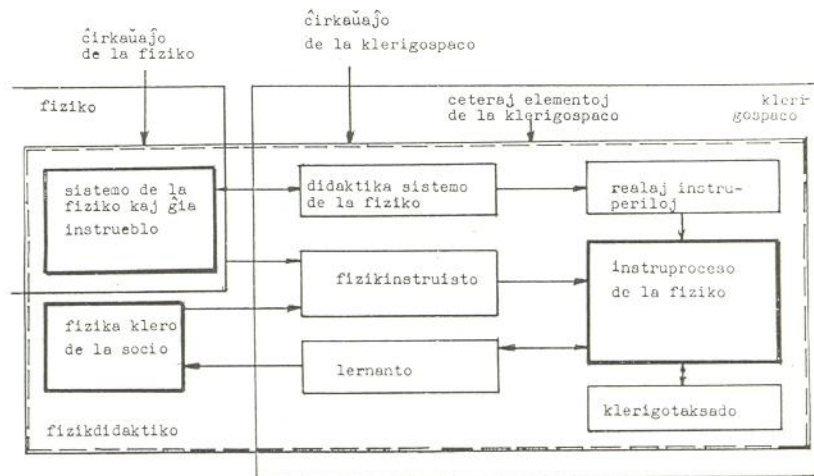 ĉirkaŭaĵo
de la fiziko
ĉirkaŭaĵo
de la klerigospaco
fiziko
ceteraj elementoj
de la klerigospaco
kleri-
gospaco
sistemo de la
fiziko kaj ĝia
instrueblo
didaktika sistemo
de la fiziko
realaj instru-
periloj
fizikinstruisto
instruproceso
de la fiziko
fizika klero
de la socio
lernanto
klerigotaksado
fizikdidaktiko